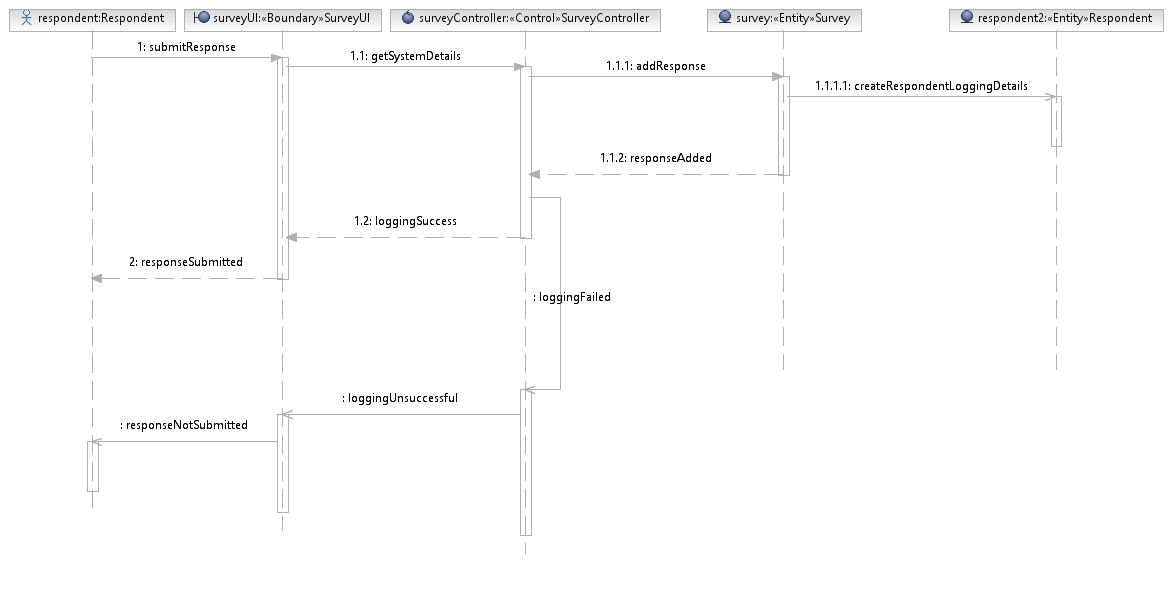 respondent:Respondent
surveyUI:«Boundary»SurveyUI
surveyController:«Control»SurveyController
survey:«Entity»Survey
respondent2:«Entity»Respondent
1: submitResponse
1.1: getSystemDetails
1.1.1: addResponse
1.1.1.1: createRespondentLoggingDetails
1.1.2: responseAdded
1.2: loggingSuccess
2: responseSubmitted
: loggingFailed
: loggingUnsuccessful
: responseNotSubmitted